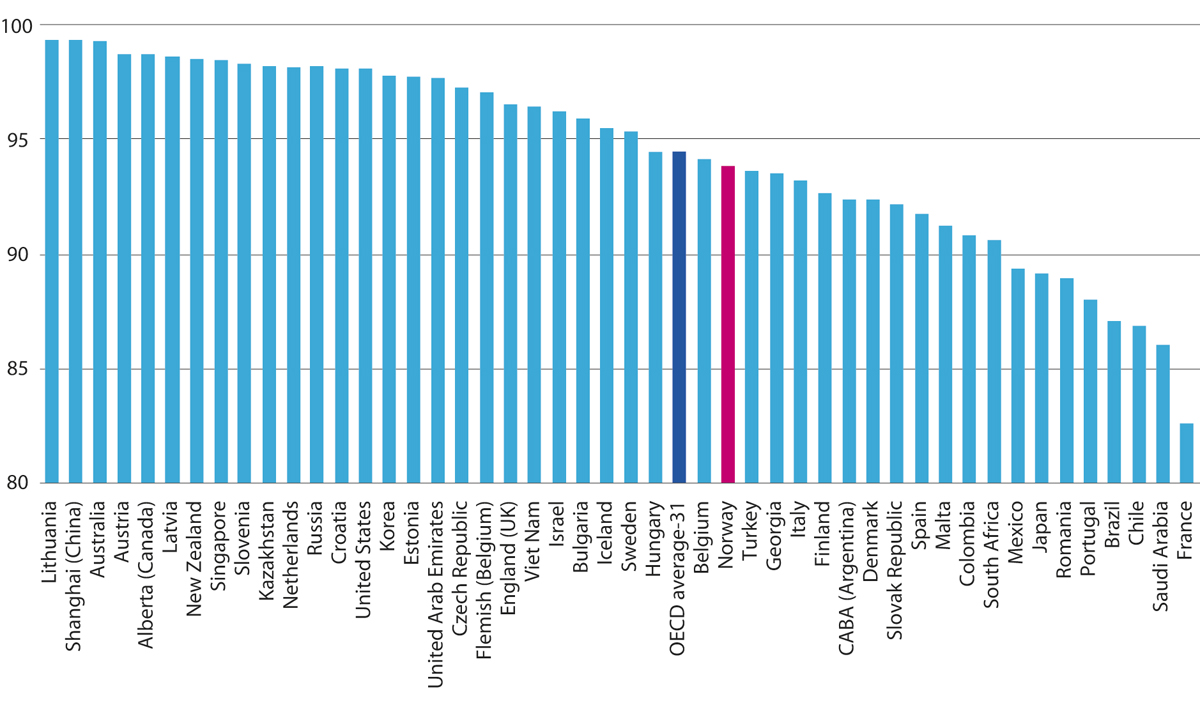 100
95
90
85
80
Lithuania
Shanghai (China)
Australia
Austria
Alberta (Canada)
Latvia
New Zealand
Singapore
Slovenia
Kazakhstan
Netherlands
Russia
Croatia
United States
Korea
Estonia
United Arab Emirates
Czech Republic
Flemish (Belgium)
England (UK)
Viet Nam
Israel
Bulgaria
Iceland
Sweden
Hungary
OECD average-31
Belgium
Norway
Turkey
Georgia
Italy
Finland
CABA (Argentina)
Denmark
Slovak Republic
Spain
Malta
Colombia
South Africa
Mexico
Japan
Romania
Portugal
Brazil
Chile
Saudi Arabia
France